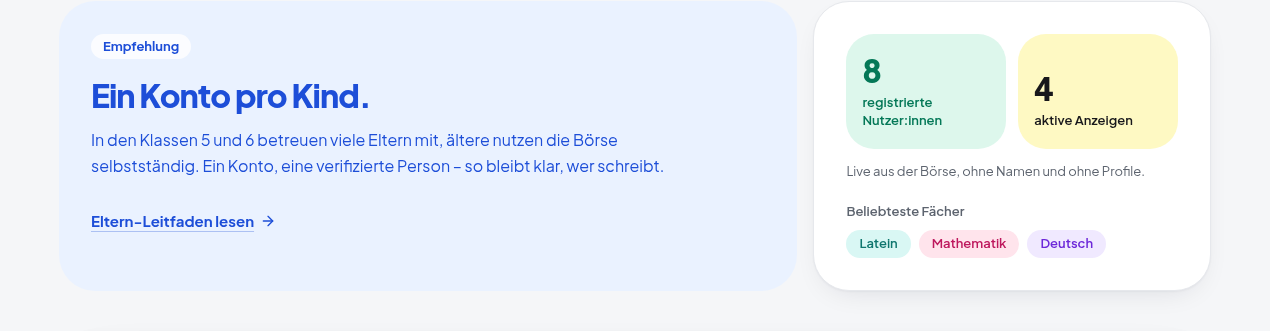 Empfehlung
Ein Konto pro Kind.
In den Klassen 5 und 6 betreuen viele Eltern mit, ältere nutzen die Börse
selbstständig. Ein Konto, eine verifizierte Person – so bleibt klar, wer schreibt.
Eltern-Leitfaden lesen →
8
registrierte
Nutzer:innen
4
aktive Anzeigen
Live aus der Börse, ohne Namen und ohne Profile.
Beliebteste Fächer
Latein
Mathematik
Deutsch